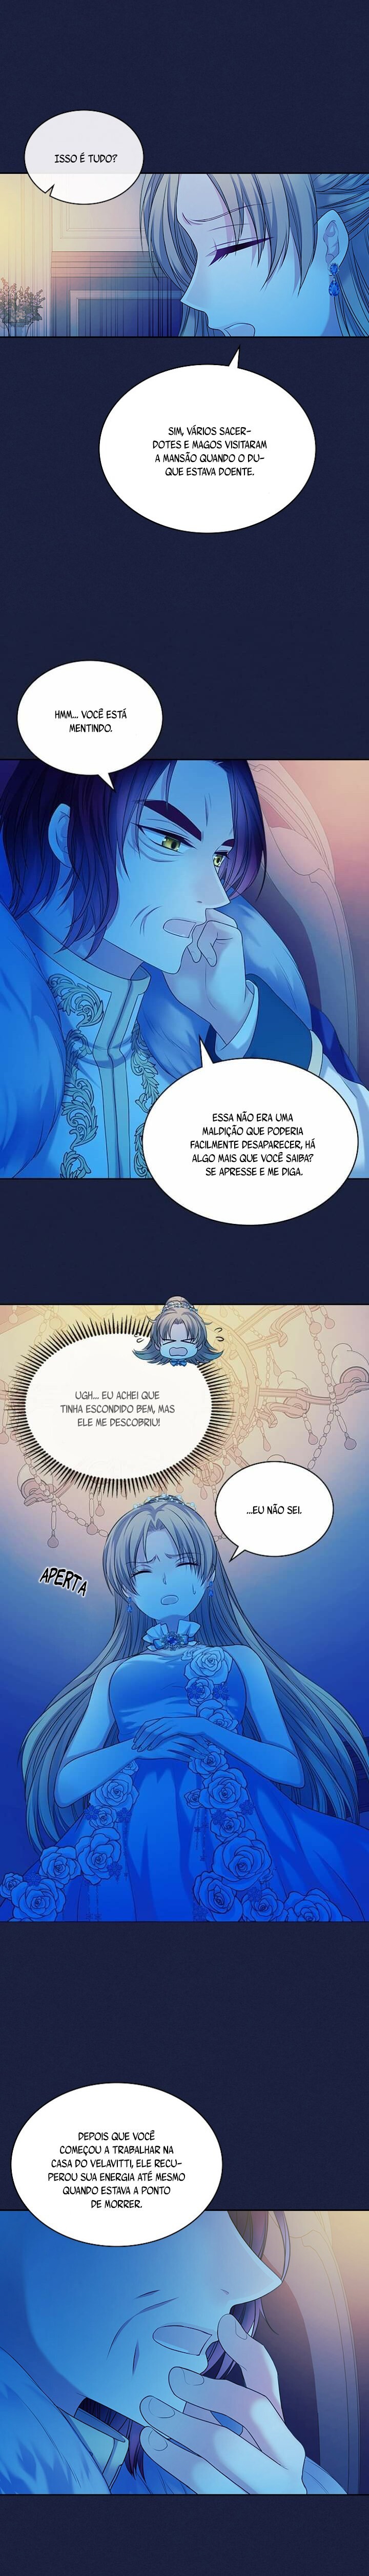 ISSO É TUDO?
SIM, VÁRIOS SACER-
DOTES E MAGOS VISITARAM
A MANSÃO QUANDO O DU-
QUE ESTAVA DOENTE.
HMM... VOCÊ ESTÁ
MENTINDO.
ESSA NÃO ERA UMA
MALDIÇÃO QUE PODERIA
FACILMENTE DESAPARECER, HÁ
ALGO MAIS QUE VOCÊ SAIBA?
SE APRESSE E ME DIGA.
UGH... EU ACHEI QUE
TINHA ESCONDIDO BEM, MAS
ELE ME DESCOBRIU!
...EU NÃO SEI.
APERTA
DEPOIS QUE VOCÊ
COMEÇOU A TRABALHAR NA
CASA DO VELAVITTI, ELE RECU-
PEROU SUA ENERGIA ATÉ MESMO
QUANDO ESTAVA A PONTO
DE MORRER.